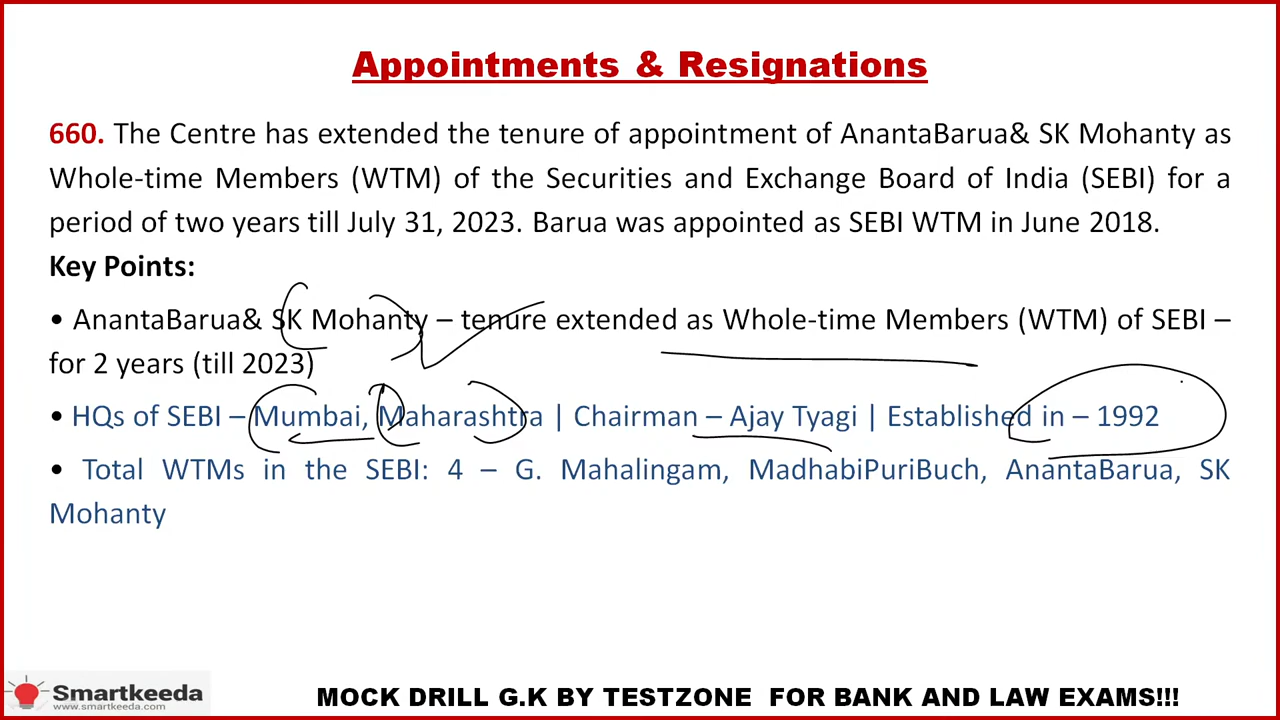 Appointments & Resignations
660. The Centre has extended the tenure of appointment of AnantaBarua& SK Mohanty as
Whole-time Members (WTM) of the Securities and Exchange Board of India (SEBI) for a
period of two years till July 31, 2023. Barua was appointed as SEBI WTM in June 2018.
Key Points:
• AnantaBarua& SK Mohanty – tenure extended as Whole-time Members (WTM) of SEBI –
for 2 years (till 2023)
• HQs of SEBI – Mumbai, Maharashtra | Chairman – Ajay Tyagi | Established in – 1992
• Total WTMs in the SEBI: 4 – G. Mahalingam, MadhabiPuriBuch, AnantaBarua, SK
Mohanty
Smartkeeda
www.smartkeeda.com
MOCK DRILL G.K BY TESTZONE FOR BANK AND LAW EXAMS!!!